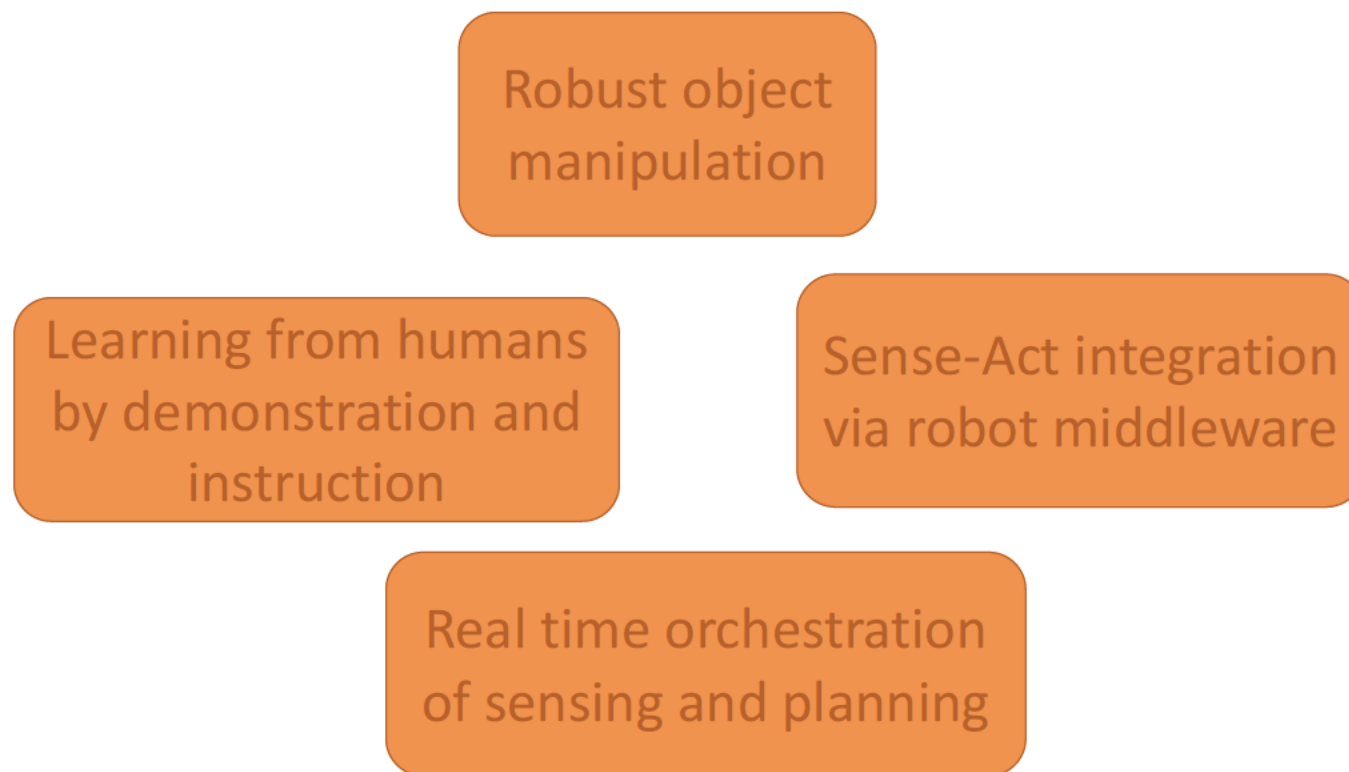 Robust object
manipulation
Learning from humans
by demonstration and
instruction
Sense-Act integration
via robot middleware
Real time orchestration
of sensing and planning